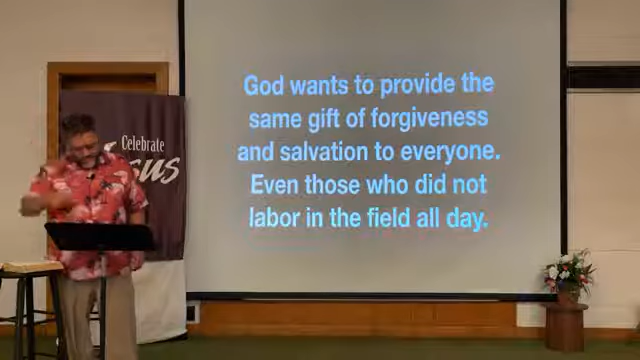 God wants to provide the
same gift of forgiveness
and salvation to everyone.
Even those who did not
labor in the field all day.
Celebrate
Jesus